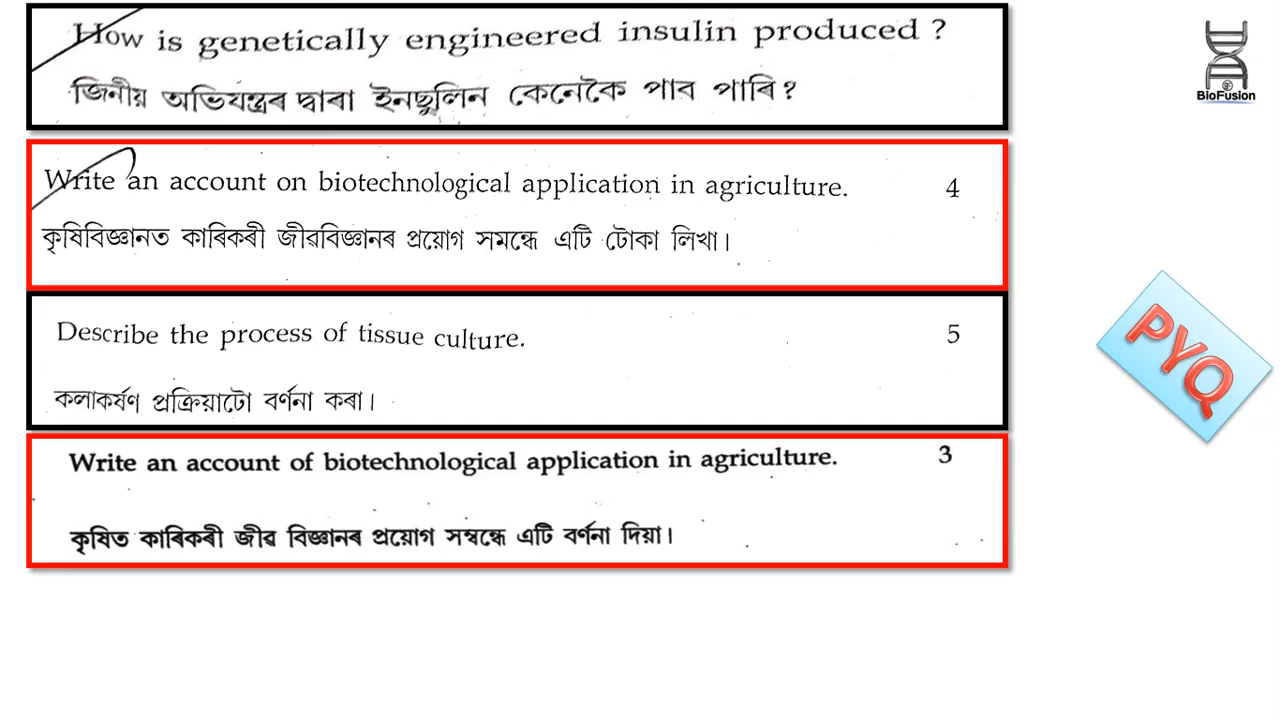 How is genetically engineered insulin produced ?
জিনীয় অভিযন্ত্ৰৰ দ্বাৰা ইনছুলিন কেনেকৈ পাব পাৰি?
Write an account on biotechnological application in agriculture. 4
কৃষিবিজ্ঞানত কাৰিকৰী জীৱবিজ্ঞানৰ প্ৰয়োগ সমন্ধে এটি টোকা লিখা।
Describe the process of tissue culture. 5
কলাকৰ্ষণ প্ৰক্ৰিয়াটো বৰ্ণনা কৰা।
Write an account of biotechnological application in agriculture. 3
কৃষিত কাৰিকৰী জীৱ বিজ্ঞানৰ প্ৰয়োগ সম্বন্ধে এটি বৰ্ণনা দিয়া।
BioFusion
PYQ